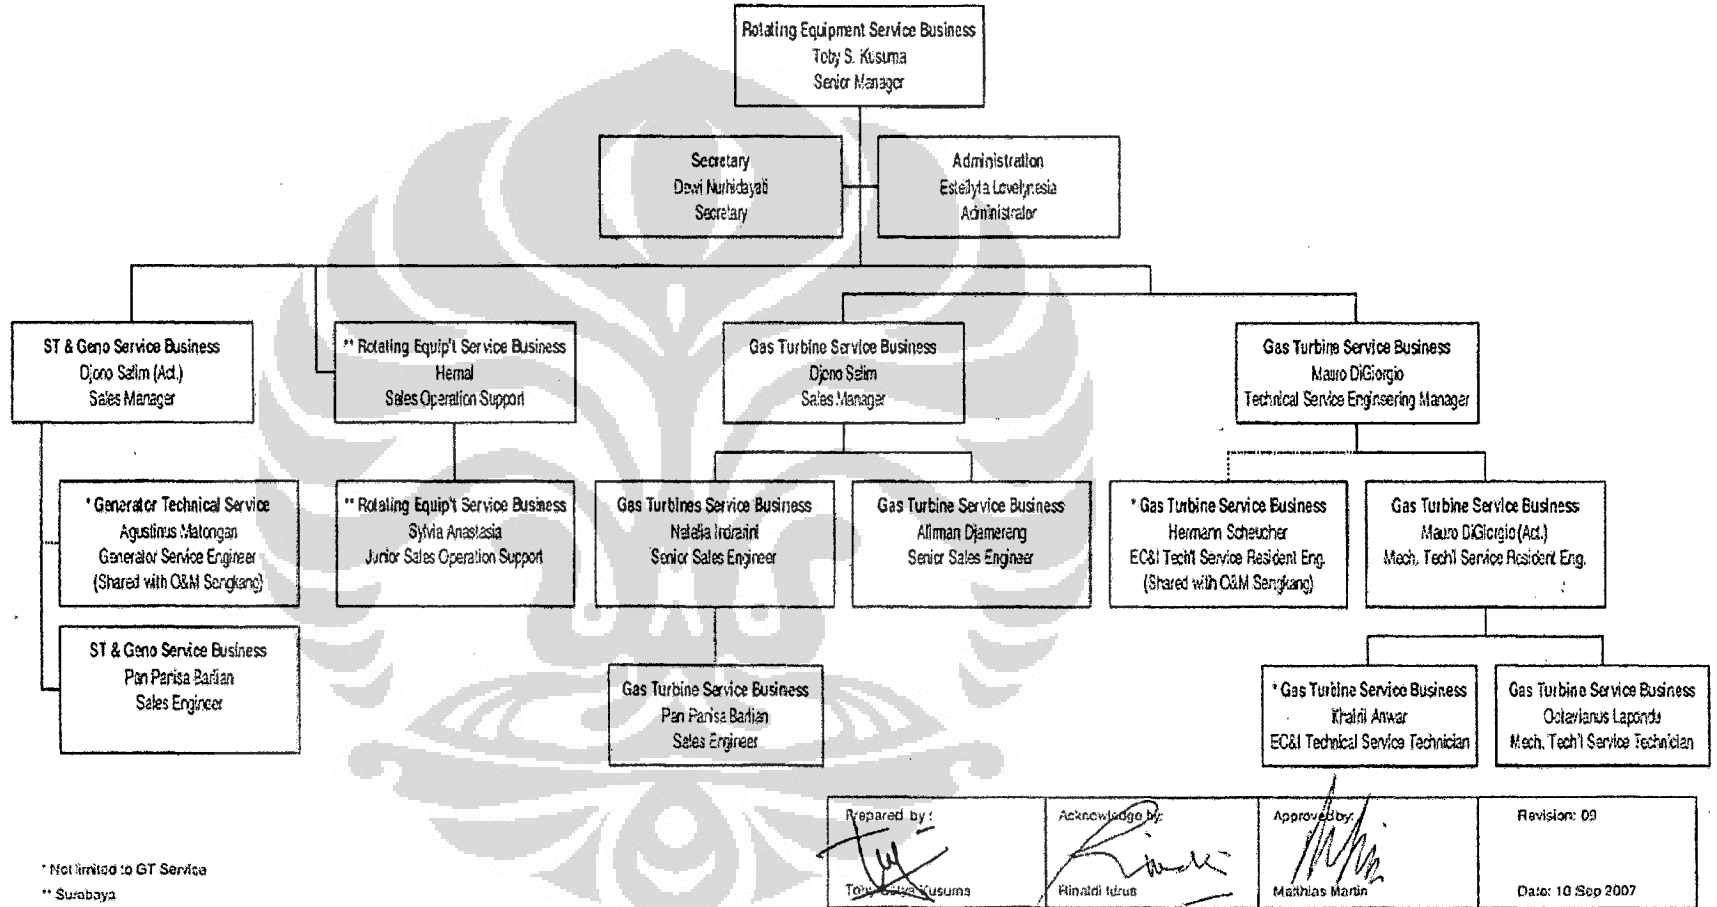 Rotating Equipment Service Business
Toby S. Kusuma
Senior Manager
Secretary
Dewi Nurhidayati
Secretary
Administration
Estellyta Lovelynesia
Administrator
ST & Geno Service Business
Djono Salim (Act.)
Sales Manager
** Rotating Equip't Service Business
Hernal
Sales Operation Support
Gas Turbine Service Business
Djono Salim
Sales Manager
Gas Turbine Service Business
Mauro DiGiorgio
Technical Service Engineering Manager
* Generator Technical Service
Agustinus Matongan
Generator Service Engineer
(Shared with O&M Sengkang)
** Rotating Equip't Service Business
Sylvia Anastasia
Junior Sales Operation Support
Gas Turbines Service Business
Natalia Indrarini
Senior Sales Engineer
Gas Turbine Service Business
Aliman Djamereng
Senior Sales Engineer
* Gas Turbine Service Business
Hermann Scheucher
EC&I Tech'l Service Resident Eng.
(Shared with O&M Sengkang)
Gas Turbine Service Business
Mauro DiGiorgio (Act.)
Mech. Tech'l Service Resident Eng.
ST & Geno Service Business
Pan Parisa Barlian
Sales Engineer
Gas Turbine Service Business
Pan Parisa Barlian
Sales Engineer
* Gas Turbine Service Business
Khairil Anwar
EC&I Technical Service Technician
Gas Turbine Service Business
Octavianus Lapondu
Mech. Tech'l Service Technician
Prepared by :
Toby Satya Kusuma
Acknowledge by:
Rinaldi Idrus
Approved by:
Matthias Martin
Revision: 09
Date: 10 Sep 2007
* Not limited to GT Service
** Surabaya